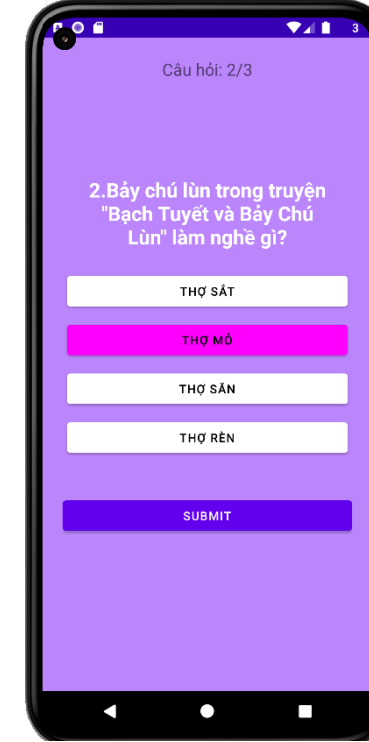 3
Câu hỏi: 2/3
2.Bảy chú lùn trong truyện
"Bạch Tuyết và Bảy Chú
Lùn" làm nghề gì?
THỢ SẮT
THỢ MỎ
THỢ SĂN
THỢ RÈN
SUBMIT